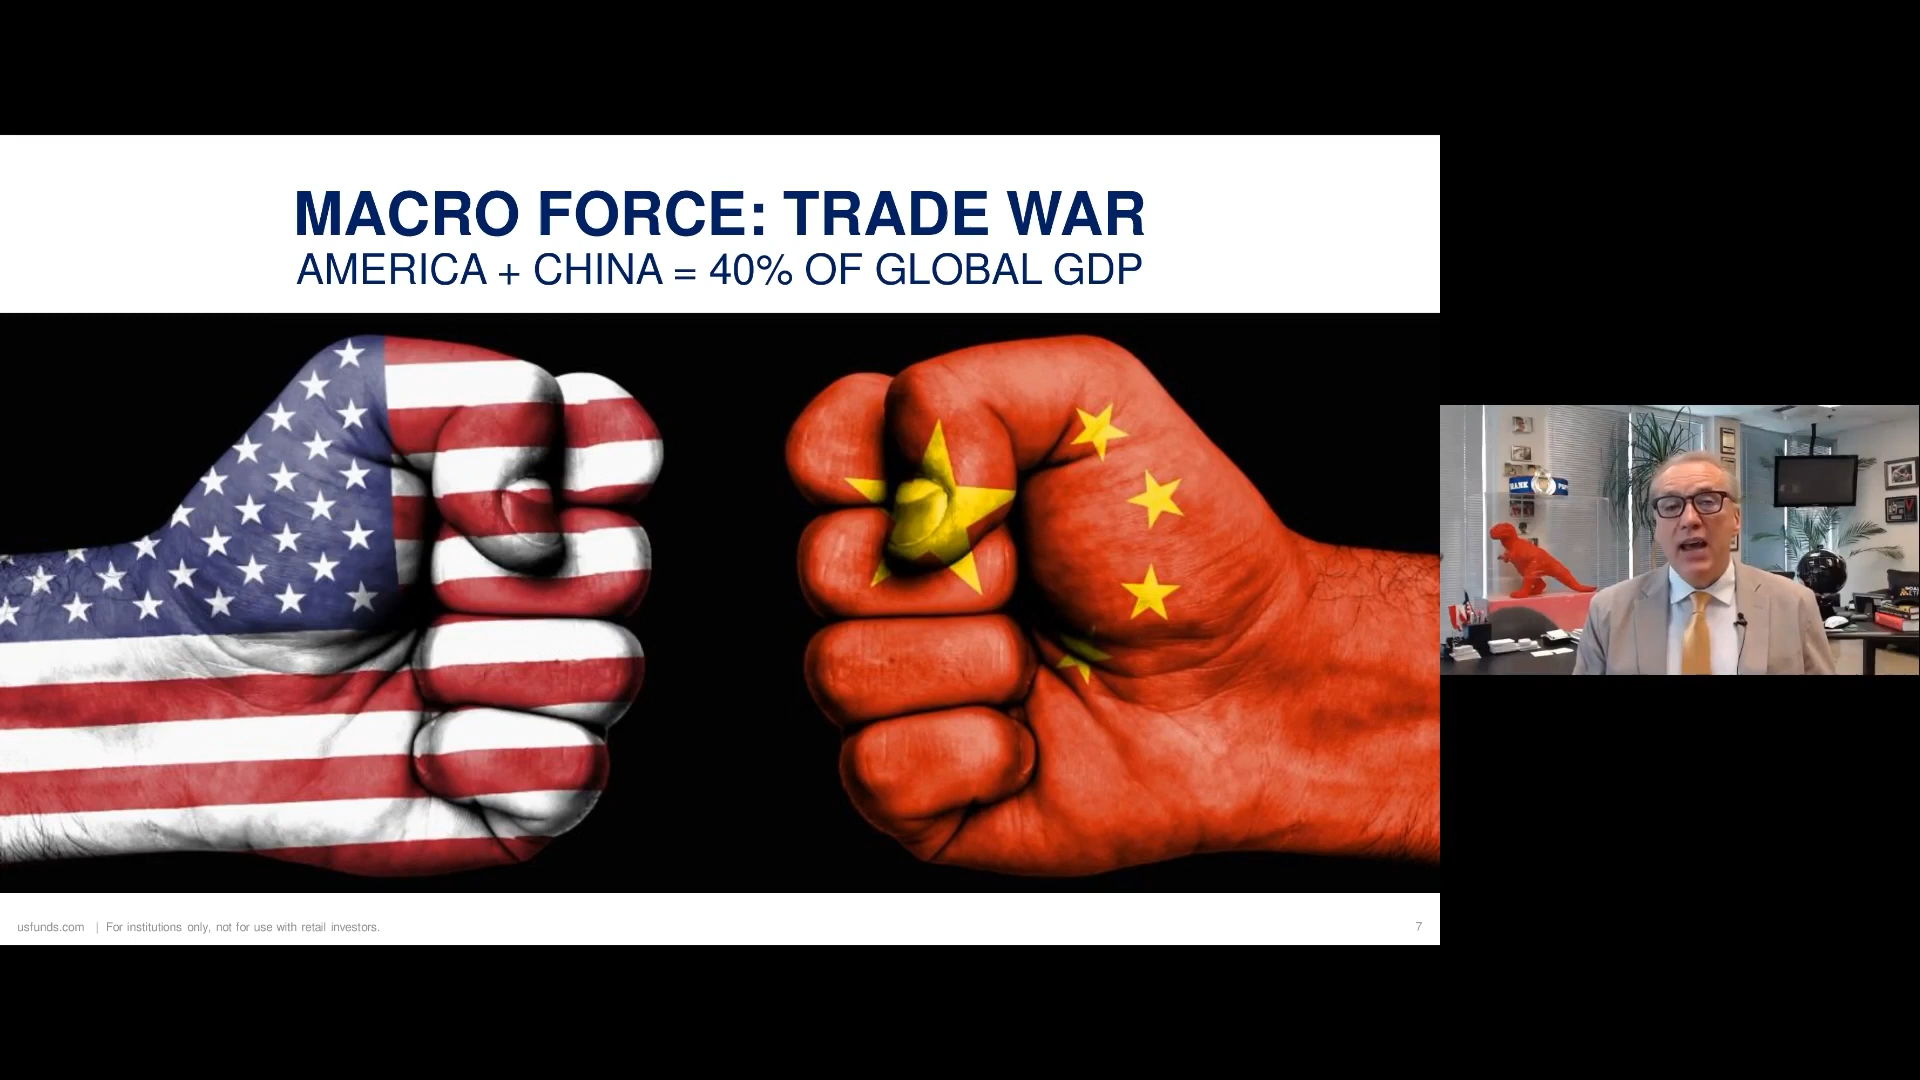 MACRO FORCE: TRADE WAR
AMERICA + CHINA = 40% OF GLOBAL GDP
usfunds.com | For institutions only, not for use with retail investors.
7